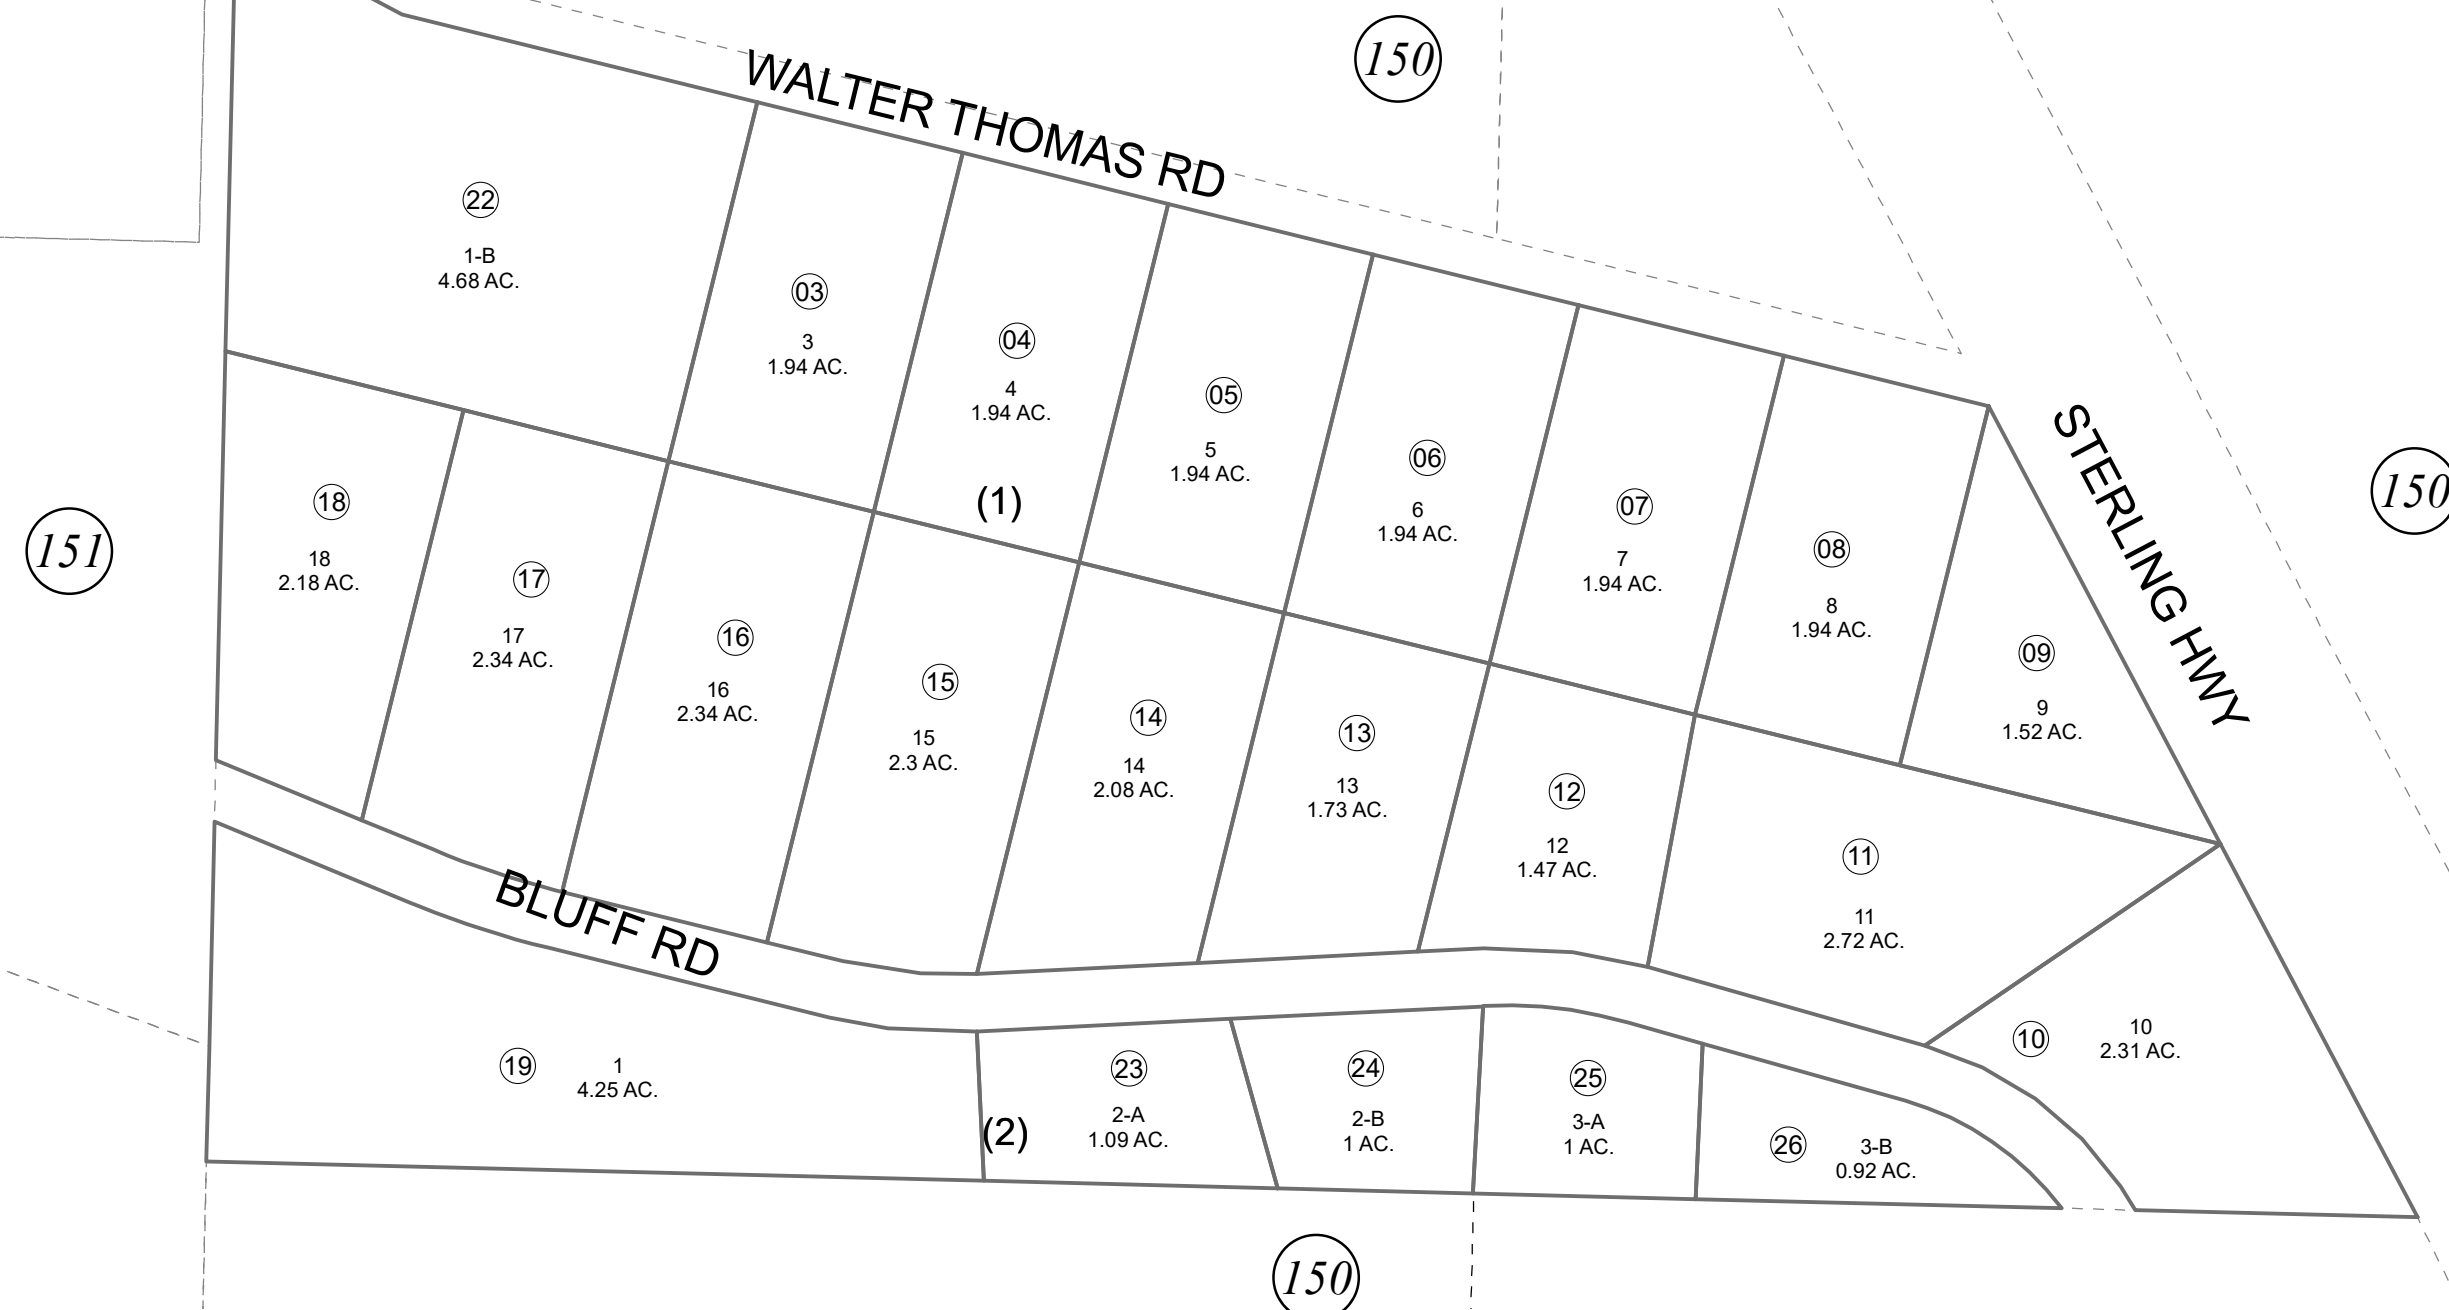 150
WALTER THOMAS RD
22
1-B
4.68 AC.
03
3
1.94 AC.
04
4
1.94 AC.
05
5
1.94 AC.
06
6
1.94 AC.
07
7
1.94 AC.
08
8
1.94 AC.
09
9
1.52 AC.
STERLING HWY
150
(1)
151
18
18
2.18 AC.
17
17
2.34 AC.
16
16
2.34 AC.
15
15
2.3 AC.
14
14
2.08 AC.
13
13
1.73 AC.
12
12
1.47 AC.
11
11
2.72 AC.
10
10
2.31 AC.
BLUFF RD
19
1
4.25 AC.
(2)
23
2-A
1.09 AC.
24
2-B
1 AC.
25
3-A
1 AC.
26
3-B
0.92 AC.
150